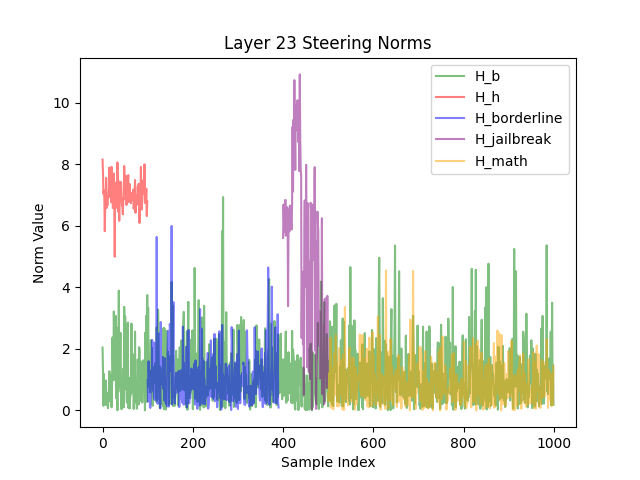 Layer 23 Steering Norms
H_b
H_h
H_borderline
H_jailbreak
H_math
Norm Value
10
8
6
4
2
0
0
200
400
600
800
1000
Sample Index